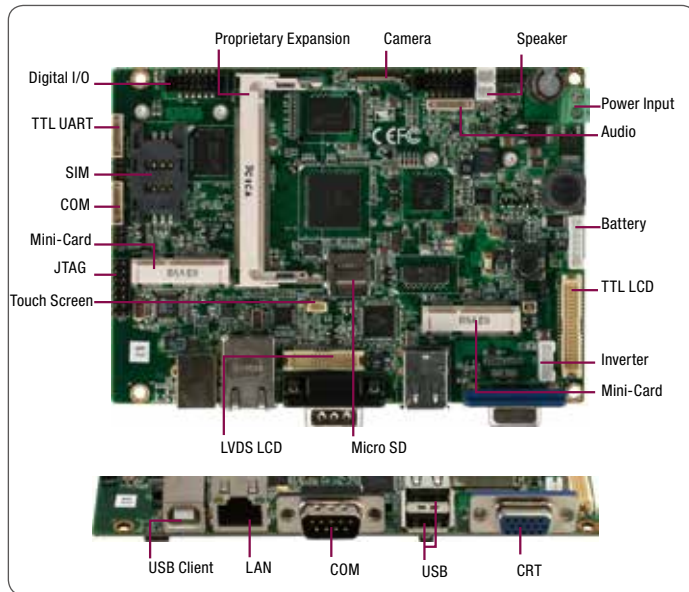 Proprietary Expansion
Camera
Speaker
Digital I/O
Power Input
TTL UART
Audio
SIM
COM
Battery
Mini-Card
JTAG
TTL LCD
Touch Screen
Inverter
Mini-Card
LVDS LCD
Micro SD
USB Client
LAN
COM
USB
CRT